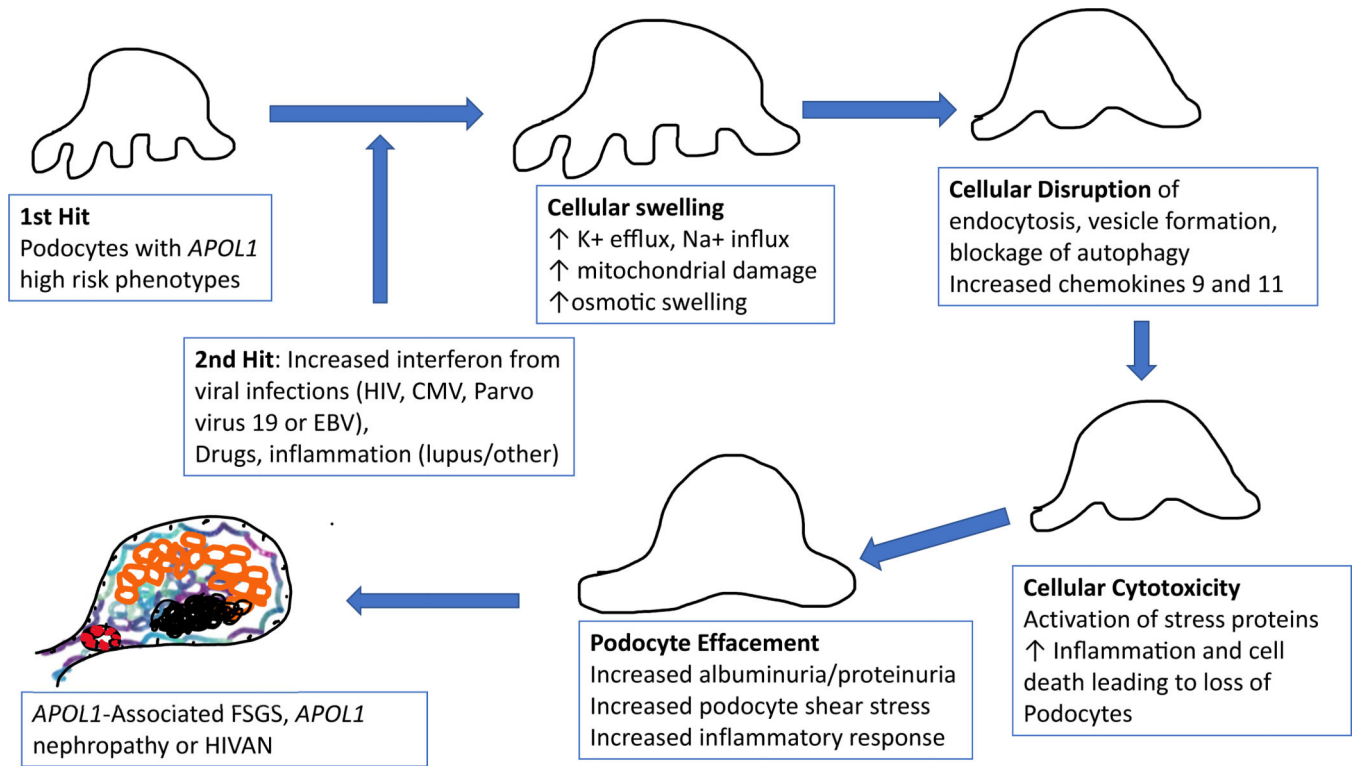 1st Hit
Podocytes with APOL1
high risk phenotypes
2nd Hit: Increased interferon from
viral infections (HIV, CMV, Parvo
virus 19 or EBV),
Drugs, inflammation (lupus/other)
Cellular swelling
↑ K+ efflux, Na+ influx
↑ mitochondrial damage
↑osmotic swelling
Cellular Disruption of
endocytosis, vesicle formation,
blockage of autophagy
Increased chemokines 9 and 11
Cellular Cytotoxicity
Activation of stress proteins
↑ Inflammation and cell
death leading to loss of
Podocytes
Podocyte Effacement
Increased albuminuria/proteinuria
Increased podocyte shear stress
Increased inflammatory response
APOL1-Associated FSGS, APOL1
nephropathy or HIVAN